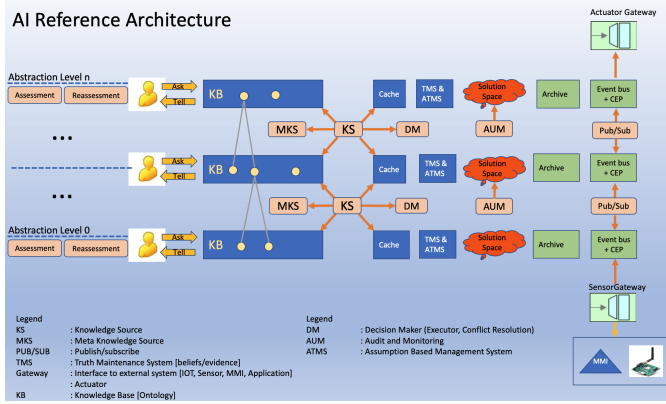 AI Reference Architecture
Actuator Gateway
Abstraction Level n
Assessment
Reassessment
Ask
Tell
KB
Cache
TMS &
ATMS
Solution
Space
Archive
Event bus
+ CEP
...
MKS
KS
DM
AUM
Pub/Sub
Ask
Tell
KB
Cache
TMS &
ATMS
Solution
Space
Archive
Event bus
+ CEP
...
MKS
KS
DM
AUM
Pub/Sub
Abstraction Level 0
Assessment
Reassessment
Ask
Tell
KB
Cache
TMS &
ATMS
Solution
Space
Archive
Event bus
+ CEP
SensorGateway
MMI
Legend
KS : Knowledge Source
MKS : Meta Knowledge Source
PUB/SUB : Publish/subscribe
TMS : Truth Maintenance System [beliefs/evidence]
Gateway : Interface to external system [IOT, Sensor, MMI, Application]
: Actuator
KB : Knowledge Base [Ontology]
Legend
DM : Decision Maker (Executor, Conflict Resolution)
AUM : Audit and Monitoring
ATMS : Assumption Based Management System